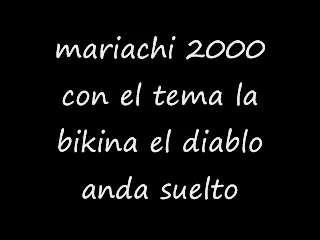 mariachi 2000
con el tema la
bikina el diablo
anda suelto